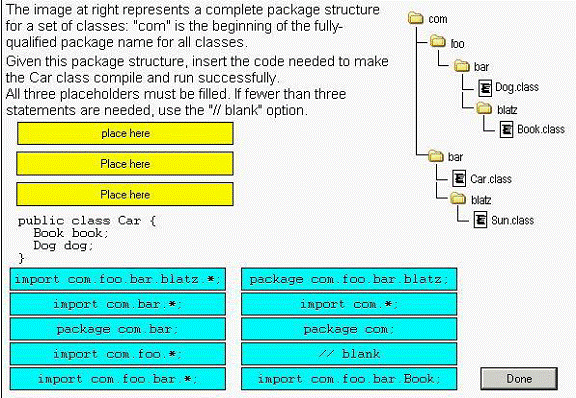 The image at right represents a complete package structure
for a set of classes: "com" is the beginning of the fully-
qualified package name for all classes.
Given this package structure, insert the code needed to make
the Car class compile and run successfully.
All three placeholders must be filled. If fewer than three
statements are needed, use the "// blank" option.
place here
Place here
Place here
public class Car {
Book book;
Dog dog;
}
import com.foo.bar.blatz.*;
package com.foo.bar.blatz;
import com.bar.*;
import com.*;
package com.bar;
package com;
import com.foo.*;
// blank
import com.foo.bar.*;
import com.foo.bar.Book;
Done
com
foo
bar
Dog.class
blatz
Book.class
bar
Car.class
blatz
Sun.class